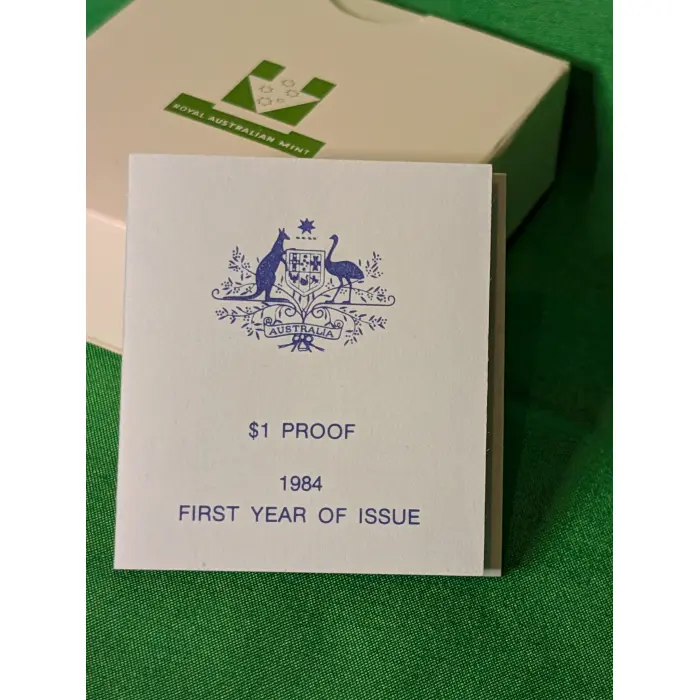 ROYAL AUSTRALIAN MINT
AUSTRALIA
$1 PROOF
1984
FIRST YEAR OF ISSUE